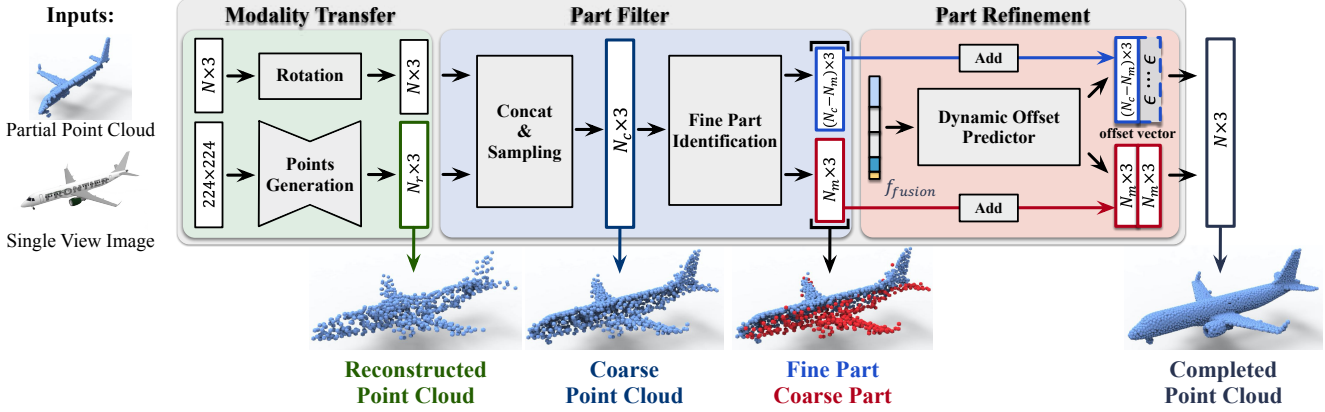 Inputs:
Modality Transfer
Part Filter
Part Refinement
Partial Point Cloud
FRONTIER
Single View Image
N×3
Rotation
N×3
224×224
Points
Generation
N_r×3
Concat
&
Sampling
N_c×3
Fine Part
Identification
(N_c−N_m)×3
N_m×3
f_fusion
Add
Dynamic Offset
Predictor
Add
(N_c−N_m)×3
ϵ ... ϵ
offset vector
N_m×3
N_m×3
N×3
Reconstructed
Point Cloud
Coarse
Point Cloud
Fine Part
Coarse Part
Completed
Point Cloud